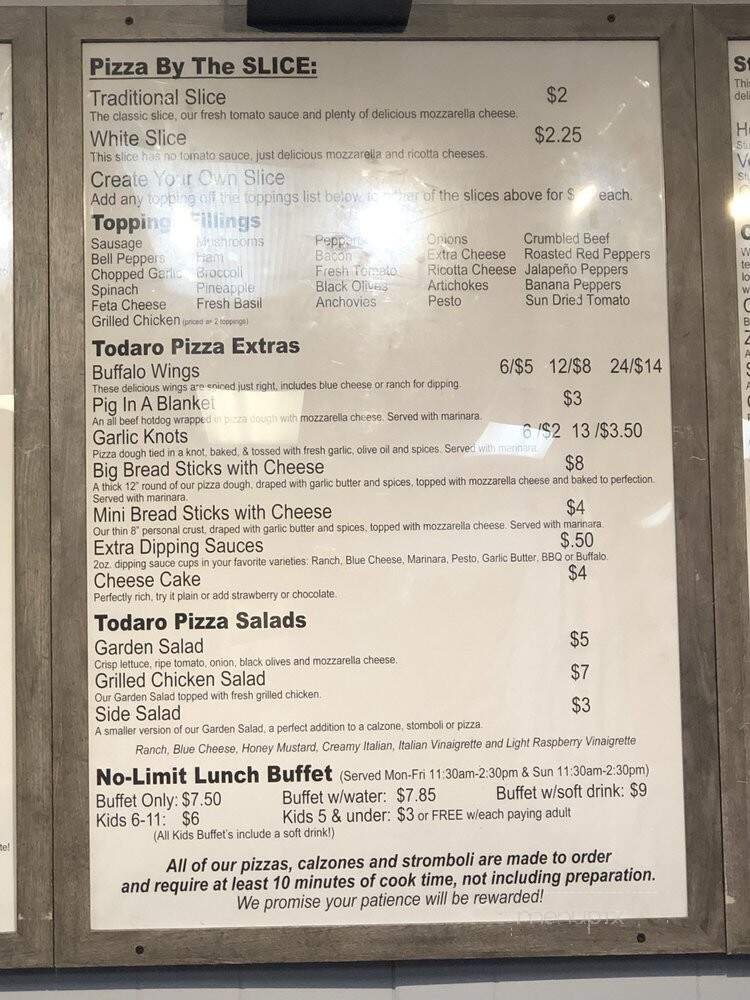 Pizza By The SLICE:
Traditional Slice $2
The classic slice, our fresh tomato sauce and plenty of delicious mozzarella cheese.
White Slice $2.25
This slice has no tomato sauce, just delicious mozzarella and ricotta cheeses.
Create Your Own Slice
Add any topping off the toppings list below to either of the slices above for $ each.
Topping Fillings
Sausage Mushrooms Pepperoni Onions Crumbled Beef
Bell Peppers Ham Bacon Extra Cheese Roasted Red Peppers
Chopped Garlic Broccoli Fresh Tomato Ricotta Cheese Jalapeño Peppers
Spinach Pineapple Black Olives Artichokes Banana Peppers
Feta Cheese Fresh Basil Anchovies Pesto Sun Dried Tomato
Grilled Chicken (priced as 2 toppings)
Todaro Pizza Extras
Buffalo Wings 6/$5 12/$8 24/$14
These delicious wings are spiced just right, includes blue cheese or ranch for dipping.
Pig In A Blanket $3
An all beef hotdog wrapped in pizza dough with mozzarella cheese. Served with marinara.
Garlic Knots 6 /$2 13 /$3.50
Pizza dough tied in a knot, baked, & tossed with fresh garlic, olive oil and spices. Served with marinara.
Big Bread Sticks with Cheese $8
A thick 12" round of our pizza dough, draped with garlic butter and spices, topped with mozzarella cheese and baked to perfection.
Served with marinara.
Mini Bread Sticks with Cheese $4
Our thin 8" personal crust, draped with garlic butter and spices, topped with mozzarella cheese. Served with marinara.
Extra Dipping Sauces $.50
2oz. dipping sauce cups in your favorite varieties: Ranch, Blue Cheese, Marinara, Pesto, Garlic Butter, BBQ or Buffalo.
Cheese Cake $4
Perfectly rich, try it plain or add strawberry or chocolate.
Todaro Pizza Salads
Garden Salad $5
Crisp lettuce, ripe tomato, onion, black olives and mozzarella cheese.
Grilled Chicken Salad $7
Our Garden Salad topped with fresh grilled chicken.
Side Salad $3
A smaller version of our Garden Salad, a perfect addition to a calzone, stomboli or pizza.
Ranch, Blue Cheese, Honey Mustard, Creamy Italian, Italian Vinaigrette and Light Raspberry Vinaigrette
No-Limit Lunch Buffet (Served Mon-Fri 11:30am-2:30pm & Sun 11:30am-2:30pm)
Buffet Only: $7.50 Buffet w/water: $7.85 Buffet w/soft drink: $9
Kids 6-11: $6 Kids 5 & under: $3 or FREE w/each paying adult
(All Kids Buffet's include a soft drink!)
All of our pizzas, calzones and stromboli are made to order
and require at least 10 minutes of cook time, not including preparation.
We promise your patience will be rewarded!
menupix